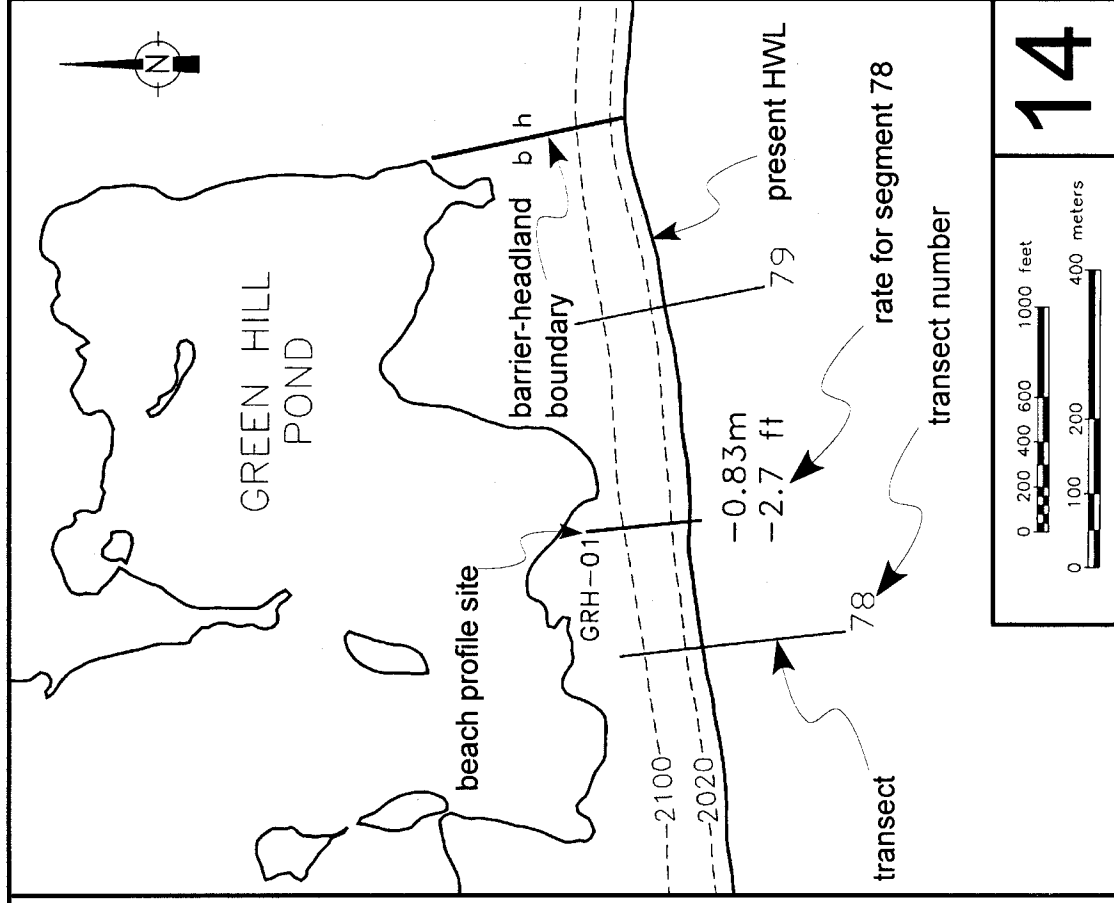 N
GREEN HILL
POND
b h
barrier-headland
boundary
beach profile site
GRH-01
-2100-
-2020-
-0.83m
-2.7 ft
79
78
present HWL
rate for segment 78
transect number
transect
14
0 200 400 600 1000 feet
0 100 200 400 meters